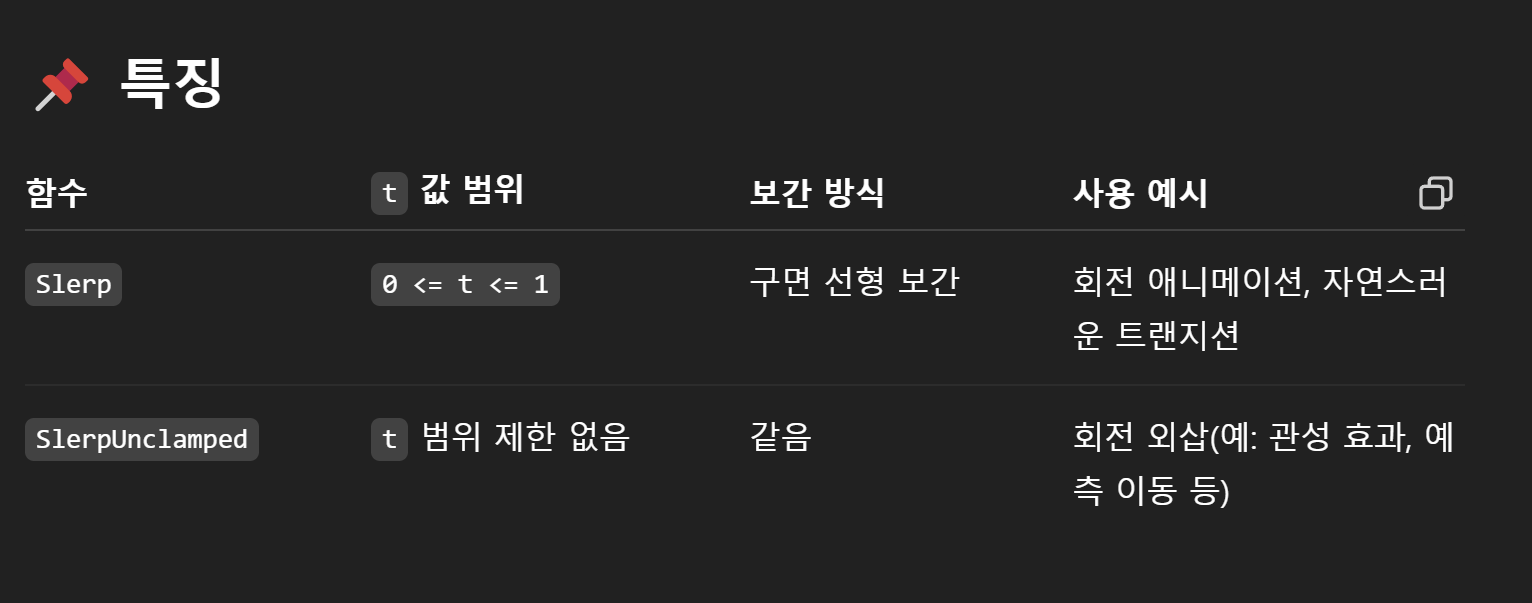 📌 특징
함수 t 값 범위 보간 방식 사용 예시
Slerp 0 <= t <= 1 구면 선형 보간 회전 애니메이션, 자연스러
운 트랜지션
SlerpUnclamped t 범위 제한 없음 같음 회전 외삽(예: 관성 효과, 예
측 이동 등)